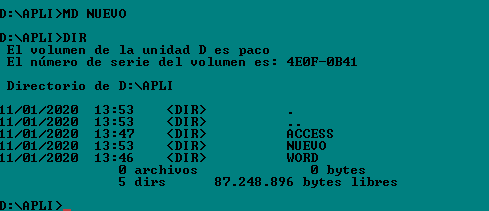 D:\APLI>MD NUEVO
D:\APLI>DIR
El volumen de la unidad D es paco
El número de serie del volumen es: 4E0F-0B41
Directorio de D:\APLI
11/01/2020  13:53    <DIR>          .
11/01/2020  13:53    <DIR>          ..
11/01/2020  13:47    <DIR>          ACCESS
11/01/2020  13:53    <DIR>          NUEVO
11/01/2020  13:46    <DIR>          WORD
0 archivos              0 bytes
5 dirs      87.248.896 bytes libres
D:\APLI>_